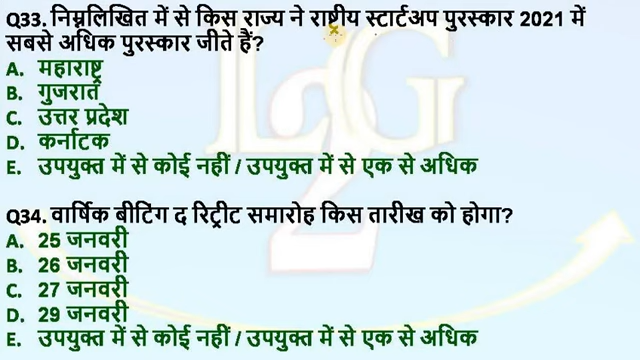 Q33. निम्नलिखित में से किस राज्य ने राष्ट्रीय स्टार्टअप पुरस्कार 2021 में
सबसे अधिक पुरस्कार जीते हैं?
A. महाराष्ट्र
B. गुजरात
C. उत्तर प्रदेश
D. कर्नाटक
E. उपयुक्त में से कोई नहीं / उपयुक्त में से एक से अधिक
Q34. वार्षिक बीटिंग द रिट्रीट समारोह किस तारीख को होगा?
A. 25 जनवरी
B. 26 जनवरी
C. 27 जनवरी
D. 29 जनवरी
E. उपयुक्त में से कोई नहीं / उपयुक्त में से एक से अधिक
L2G